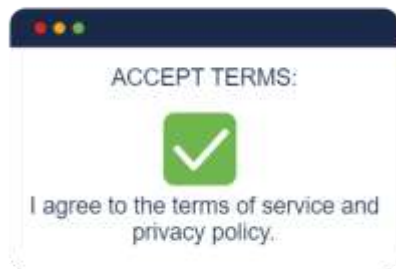 ACCEPT TERMS:
I agree to the terms of service and
privacy policy.